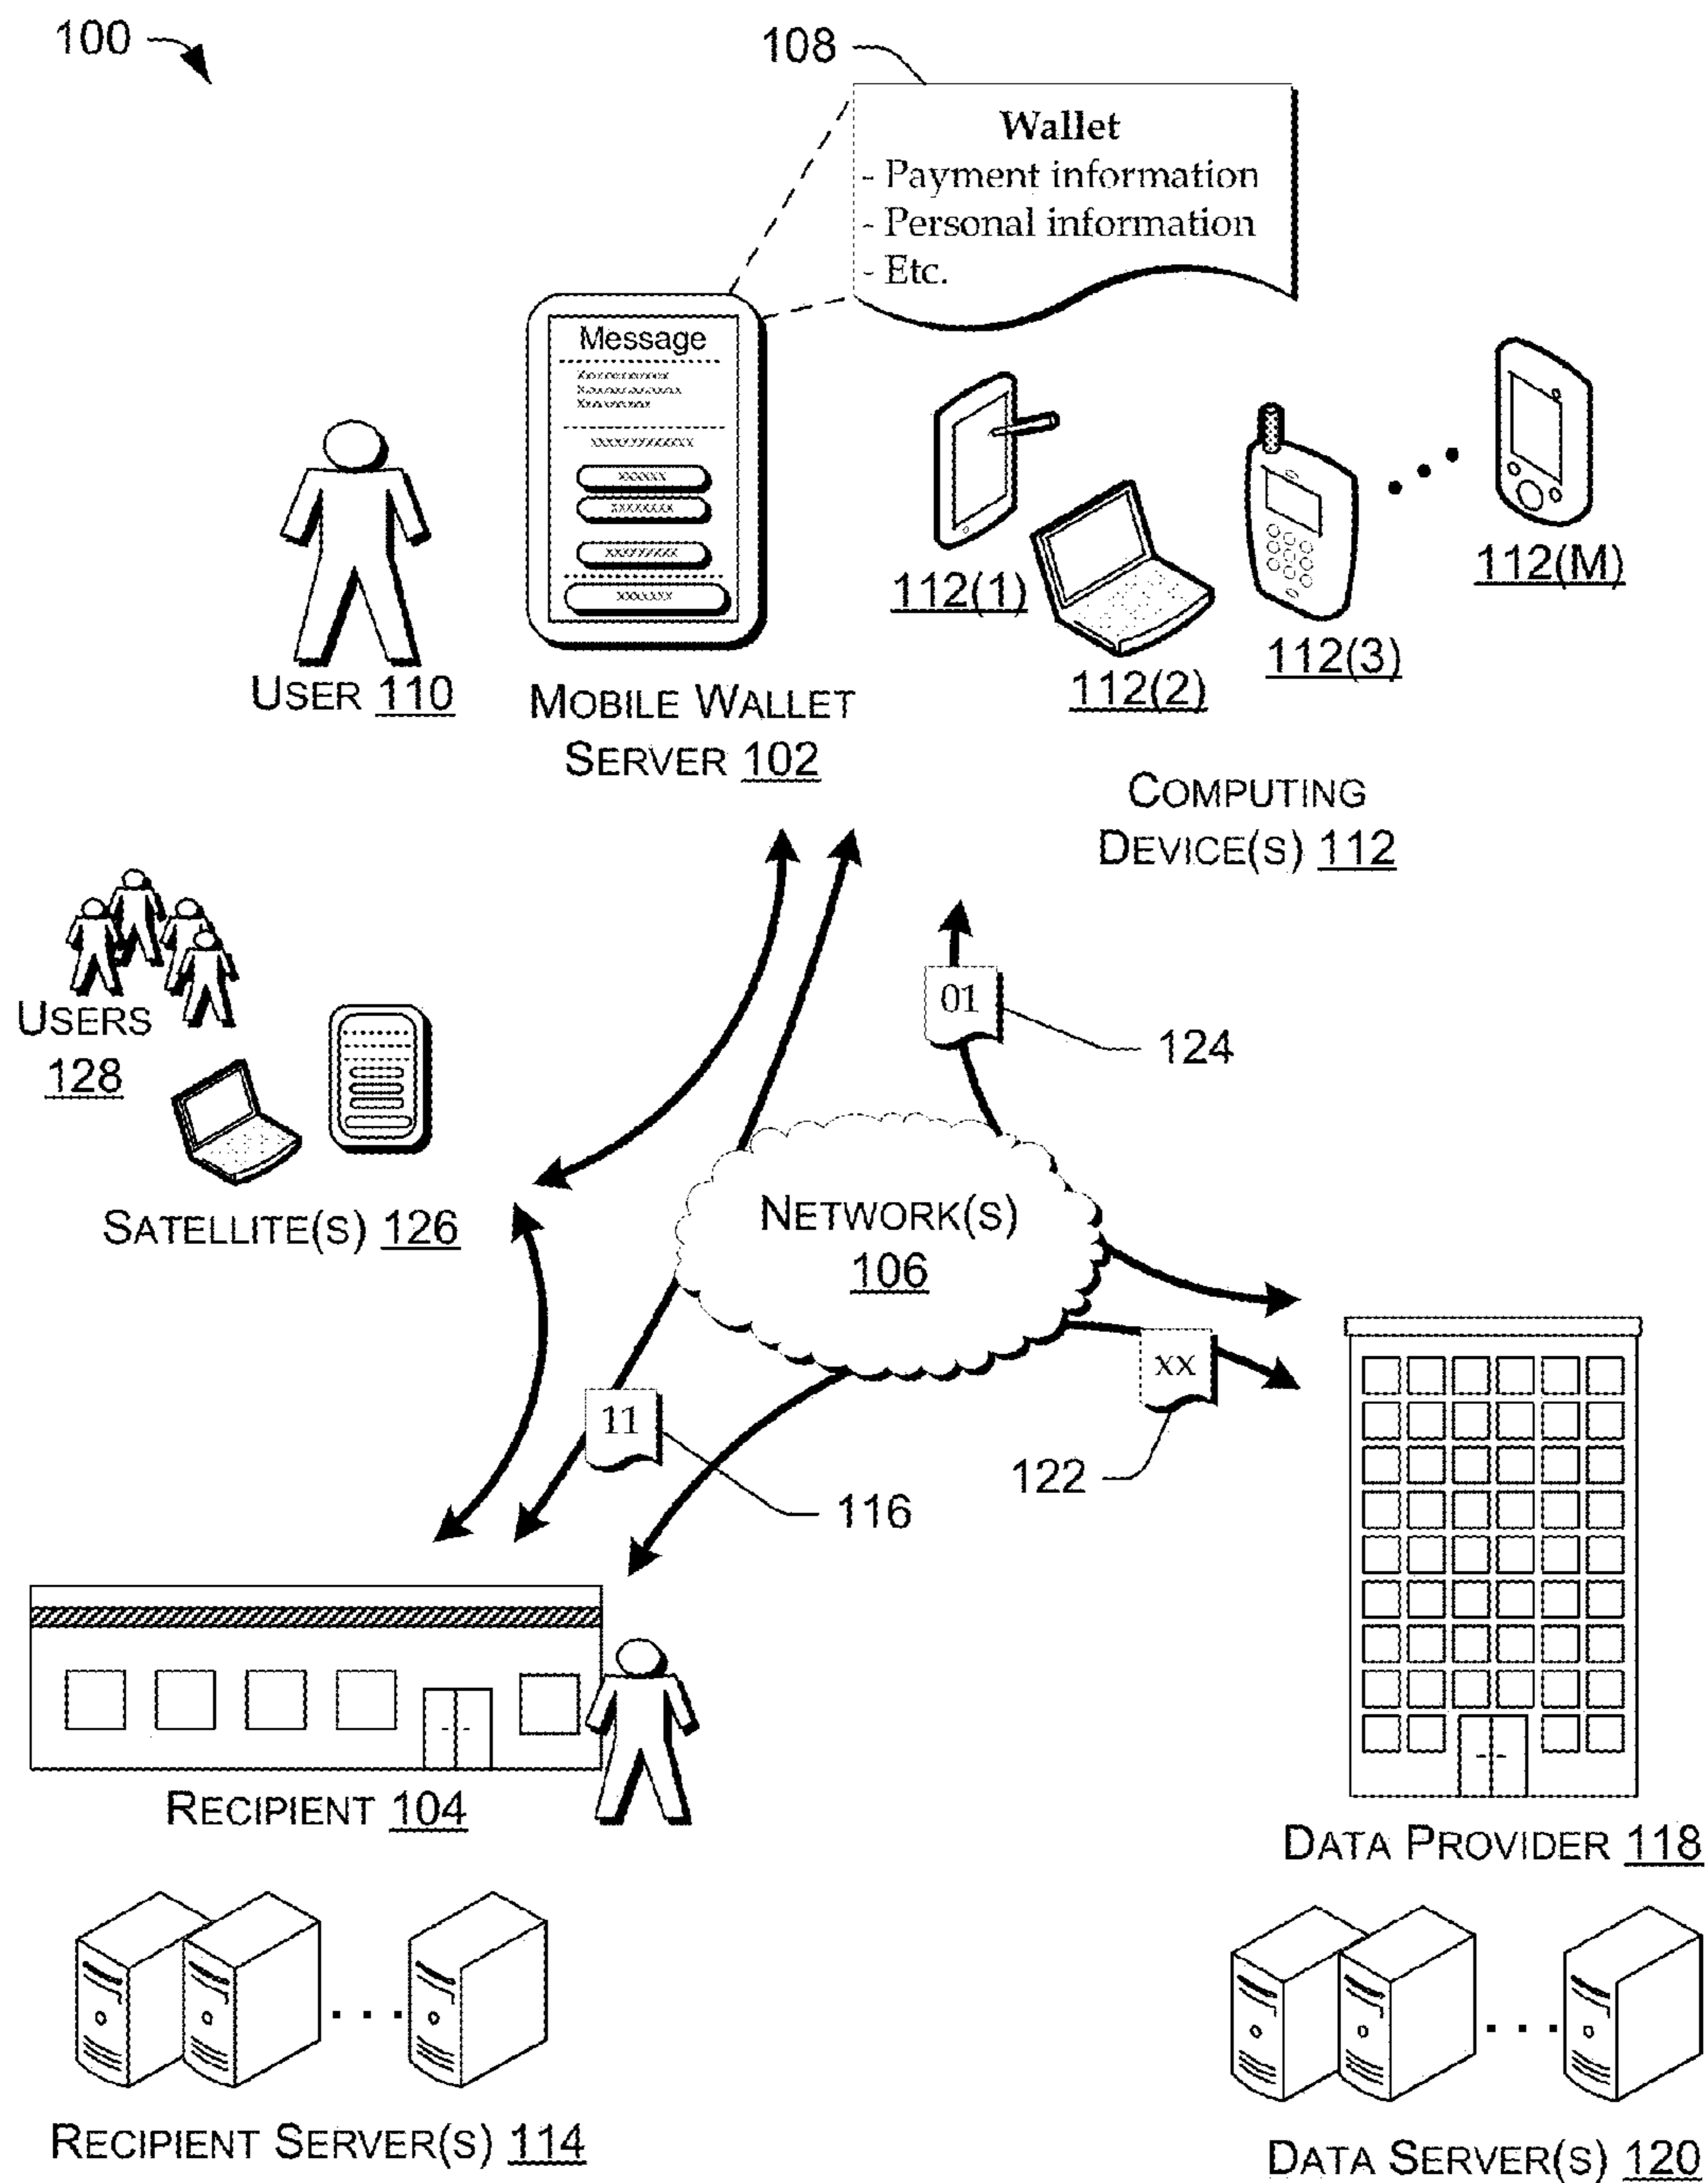 100
108
Wallet
- Payment information
- Personal information
- Etc.
Message
USER 110
MOBILE WALLET
SERVER 102
112(1)
112(2)
112(3)
112(M)
COMPUTING
DEVICE(S) 112
USERS
128
01
124
SATELLITE(S) 126
NETWORK(S)
106
XX
122
11
116
RECIPIENT 104
DATA PROVIDER 118
RECIPIENT SERVER(S) 114
DATA SERVER(S) 120